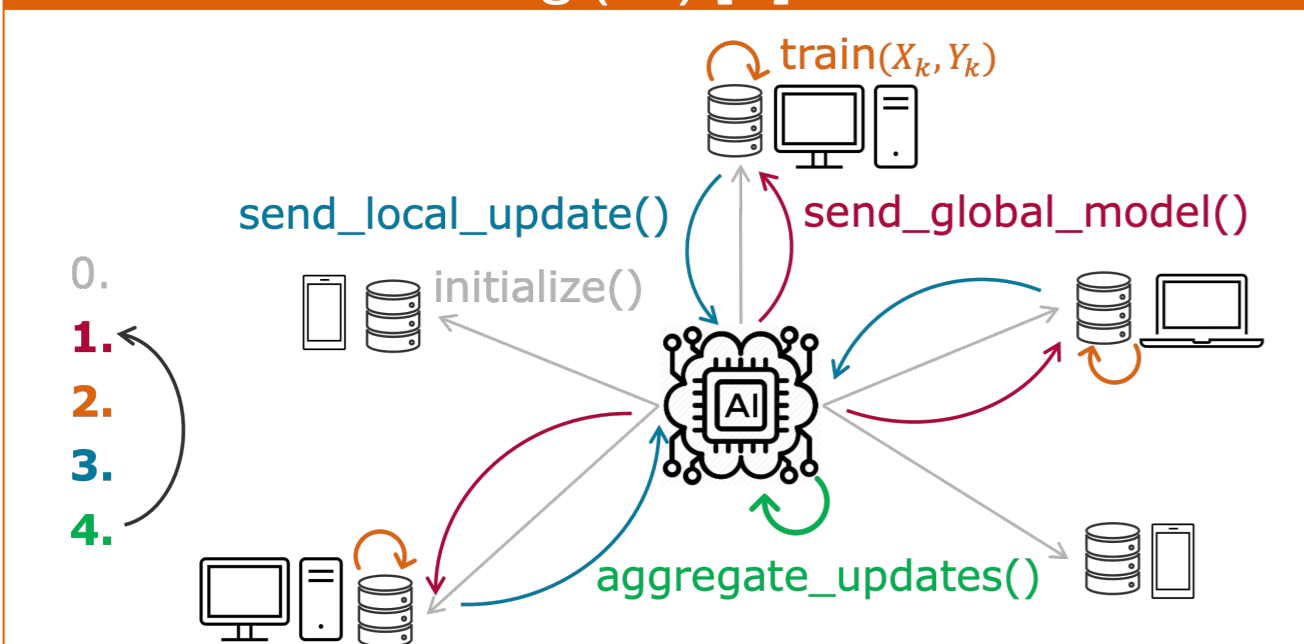 train(X_k, Y_k)
send_local_update()
send_global_model()
0.
initialize()
1.
2.
AI
3.
4.
aggregate_updates()